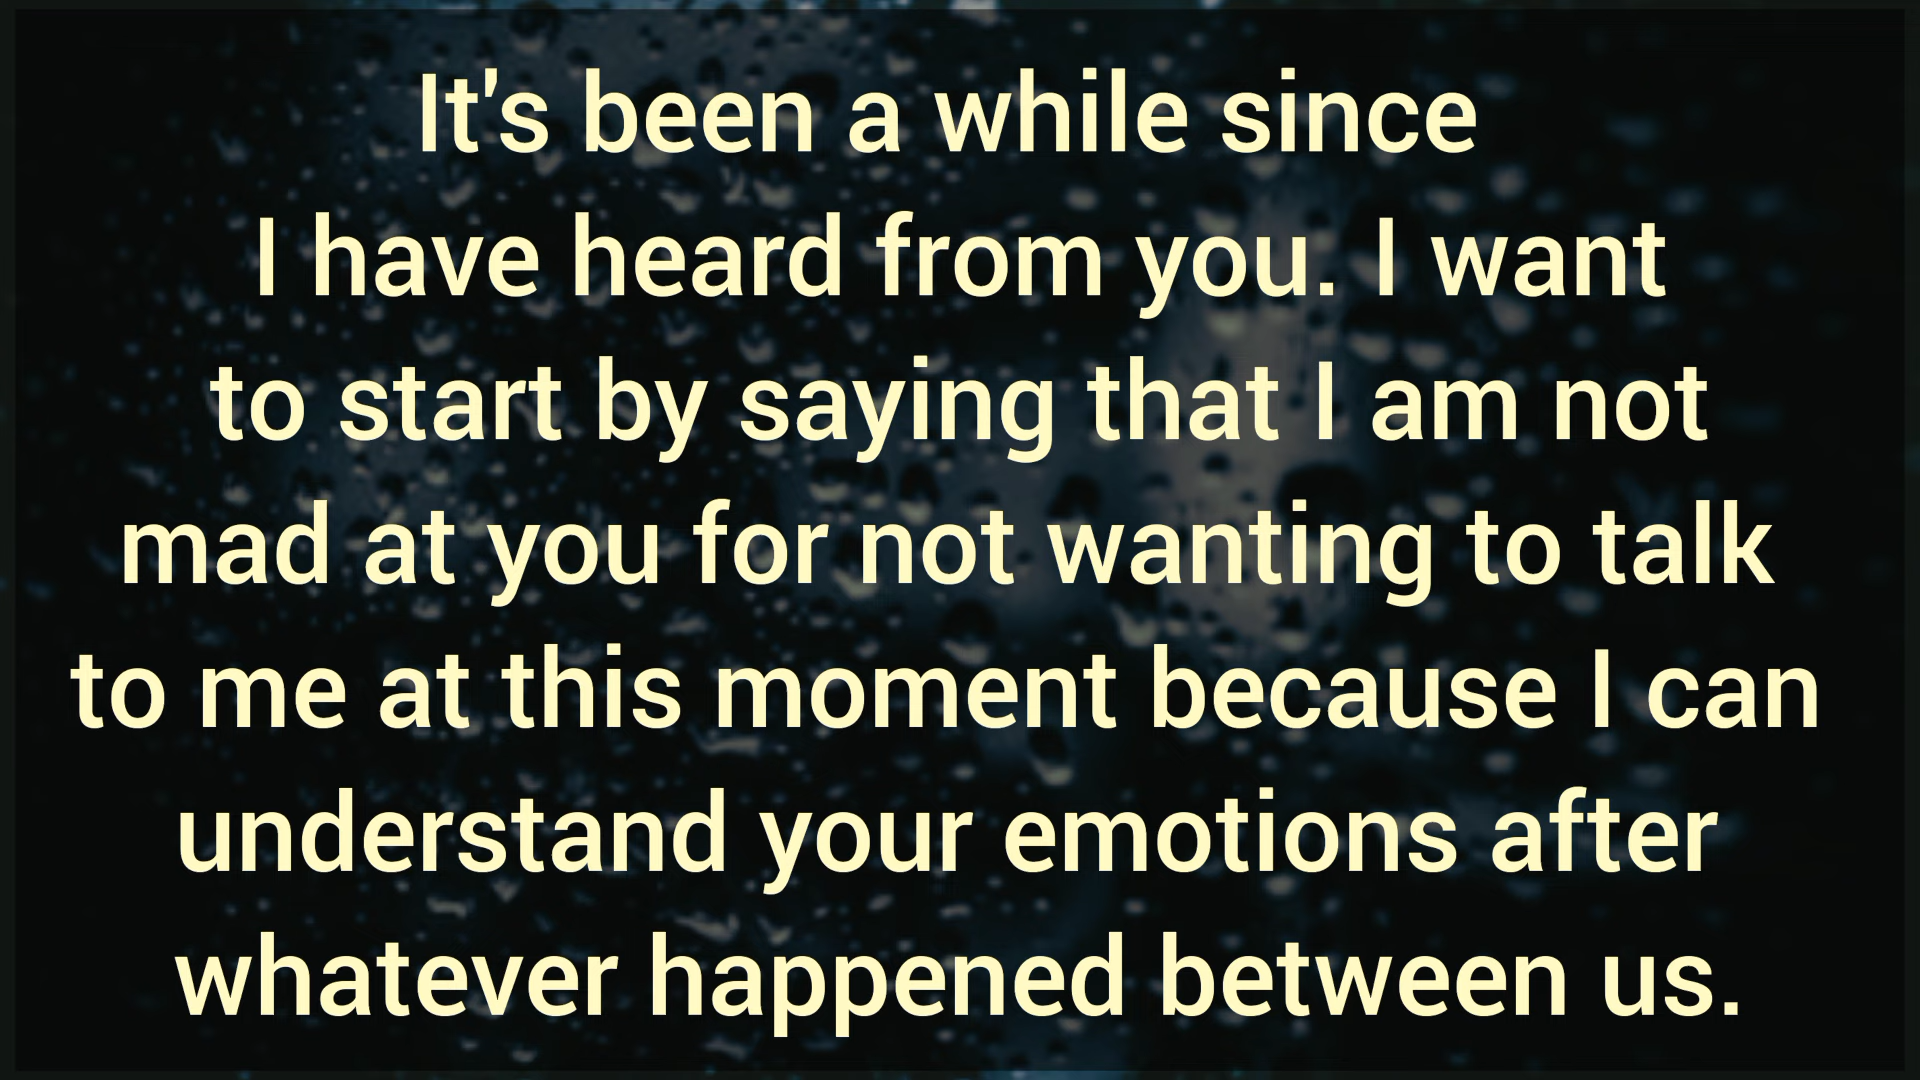 It's been a while since
I have heard from you. I want
to start by saying that I am not
mad at you for not wanting to talk
to me at this moment because I can
understand your emotions after
whatever happened between us.